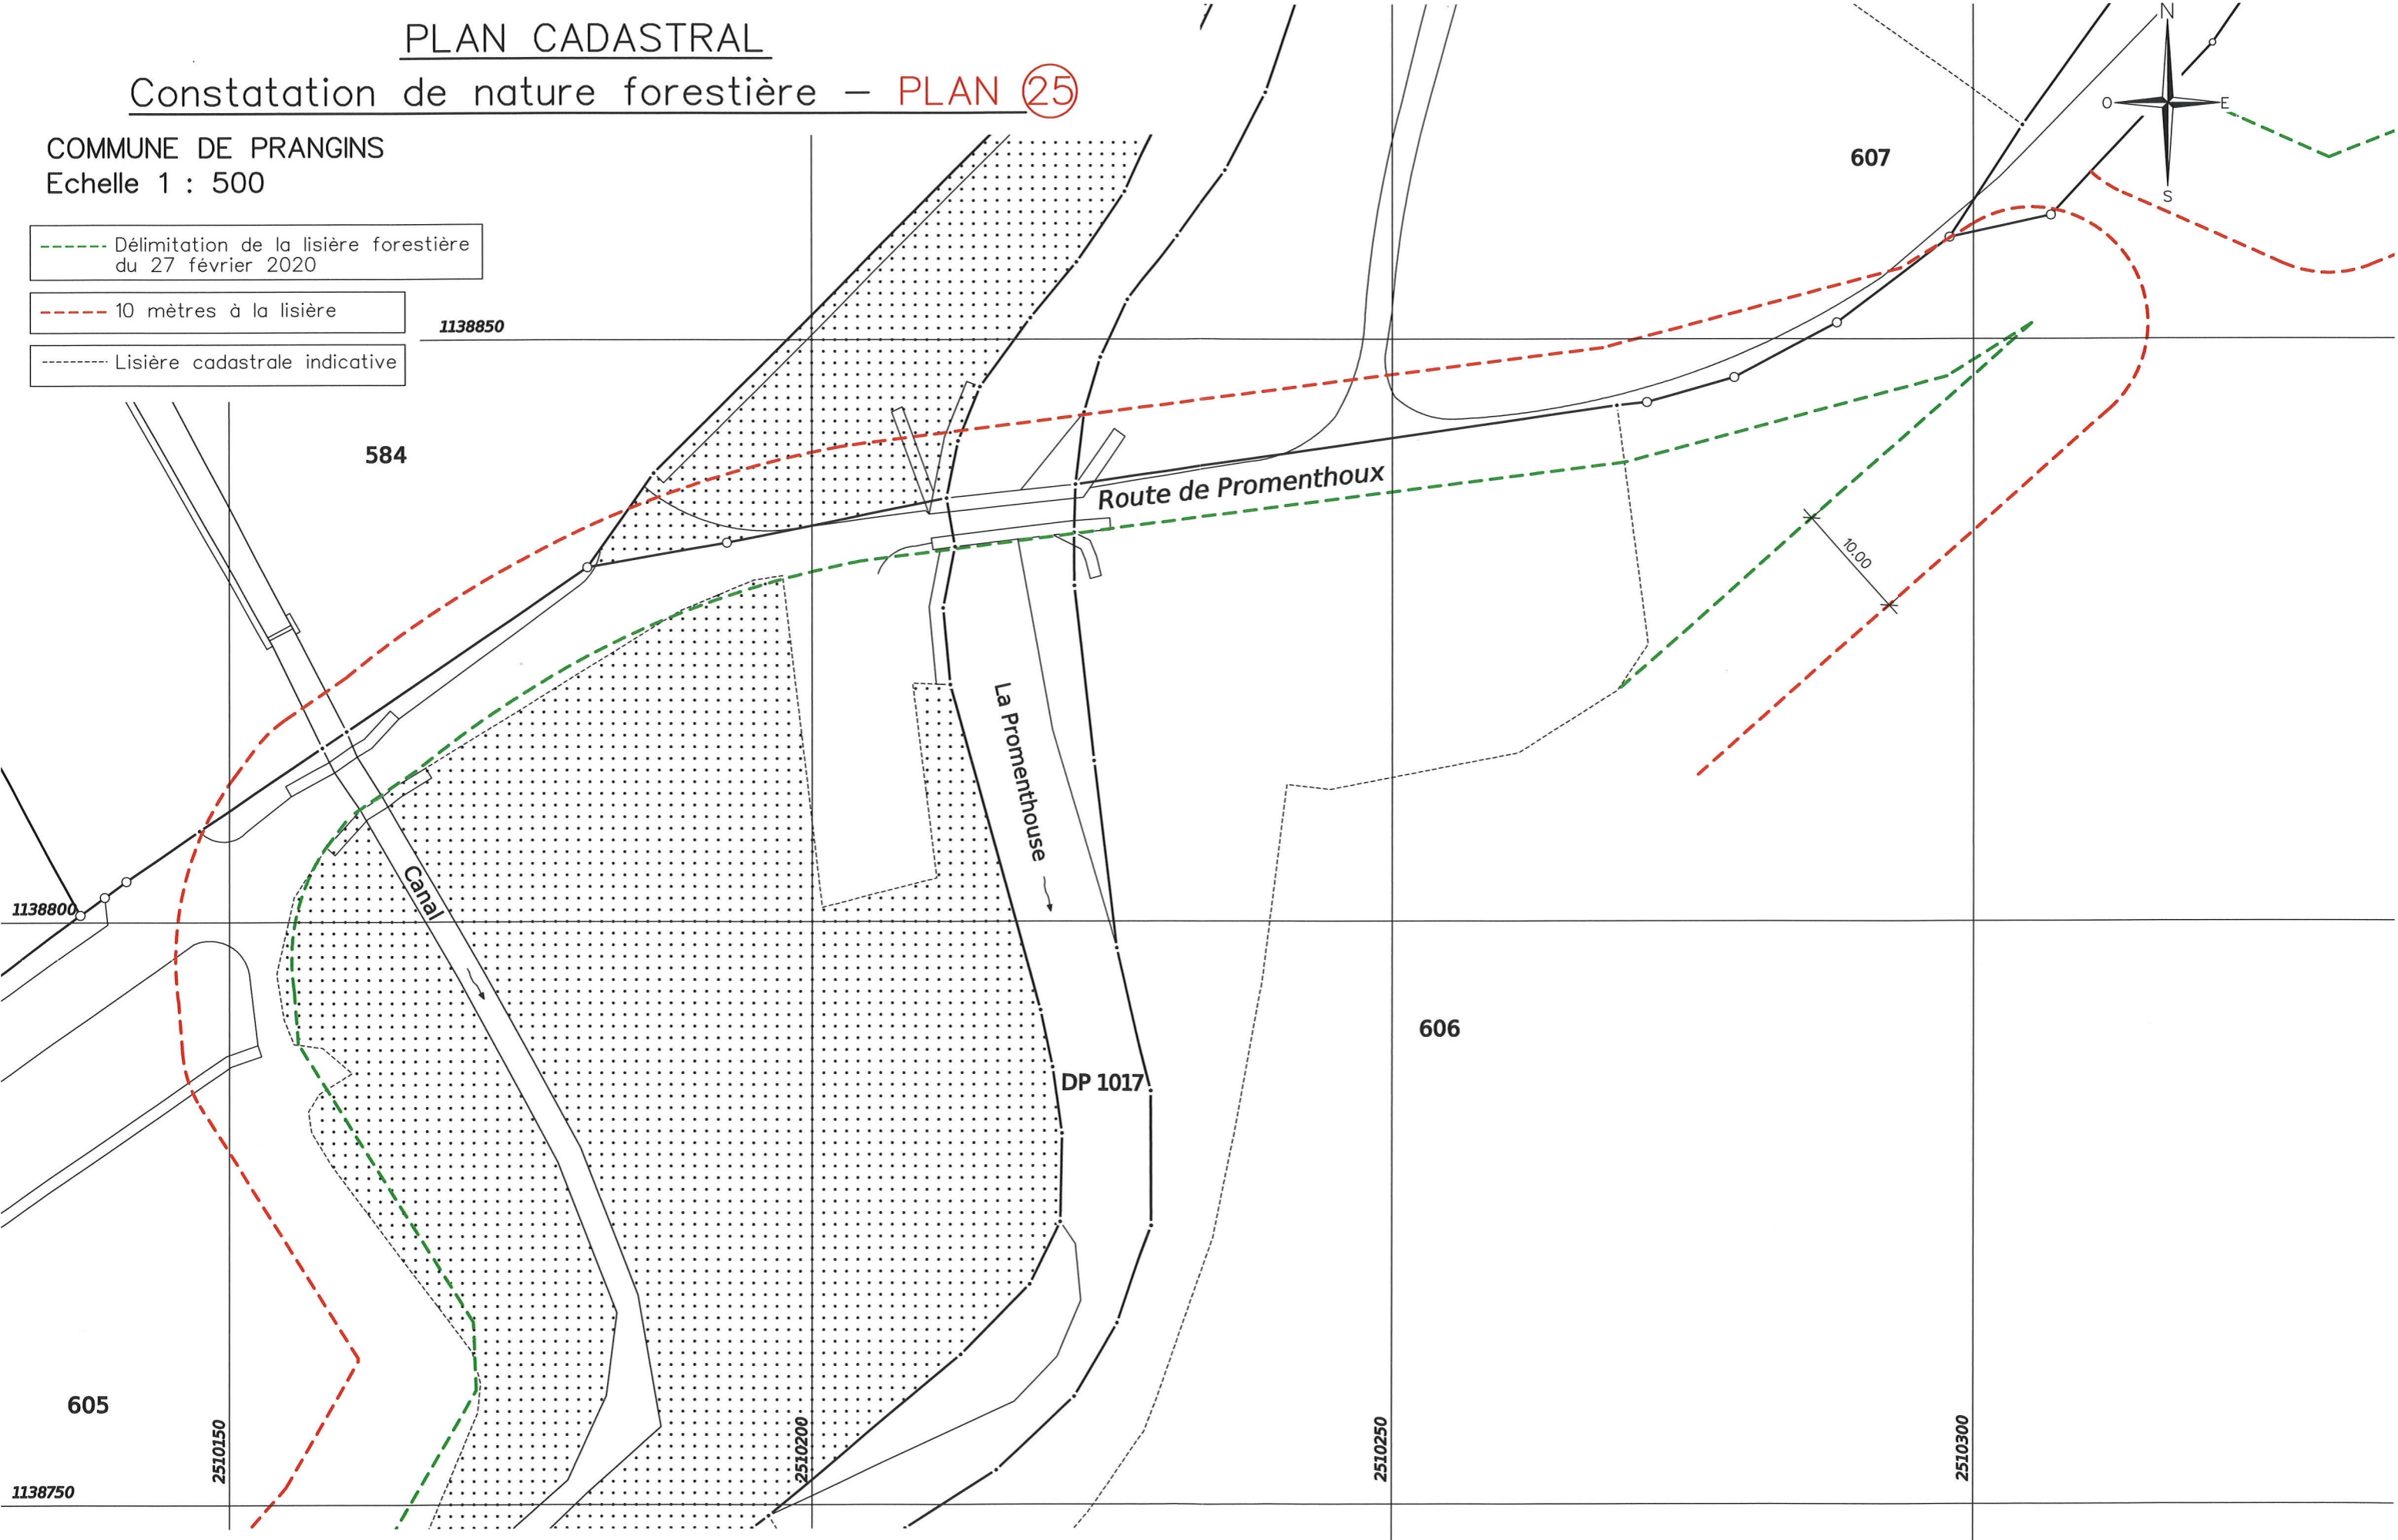 PLAN CADASTRAL
Constatation de nature forestière – PLAN 25
COMMUNE DE PRANGINS
Echelle 1 : 500
Délimitation de la lisière forestière
du 27 février 2020
10 mètres à la lisière
Lisière cadastrale indicative
N
O
E
S
607
1138850
584
Route de Promenthoux
10.00
La Promenthouse
Canal
1138800
606
DP 1017
605
2510150
2510200
2510250
2510300
1138750